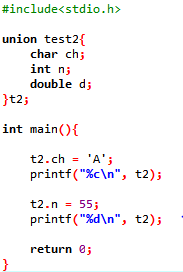 #include<stdio.h>
union test2{
char ch;
int n;
double d;
}t2;
int main(){
t2.ch = 'A';
printf("%c\n", t2);
t2.n = 55;
printf("%d\n", t2);
return 0;
}